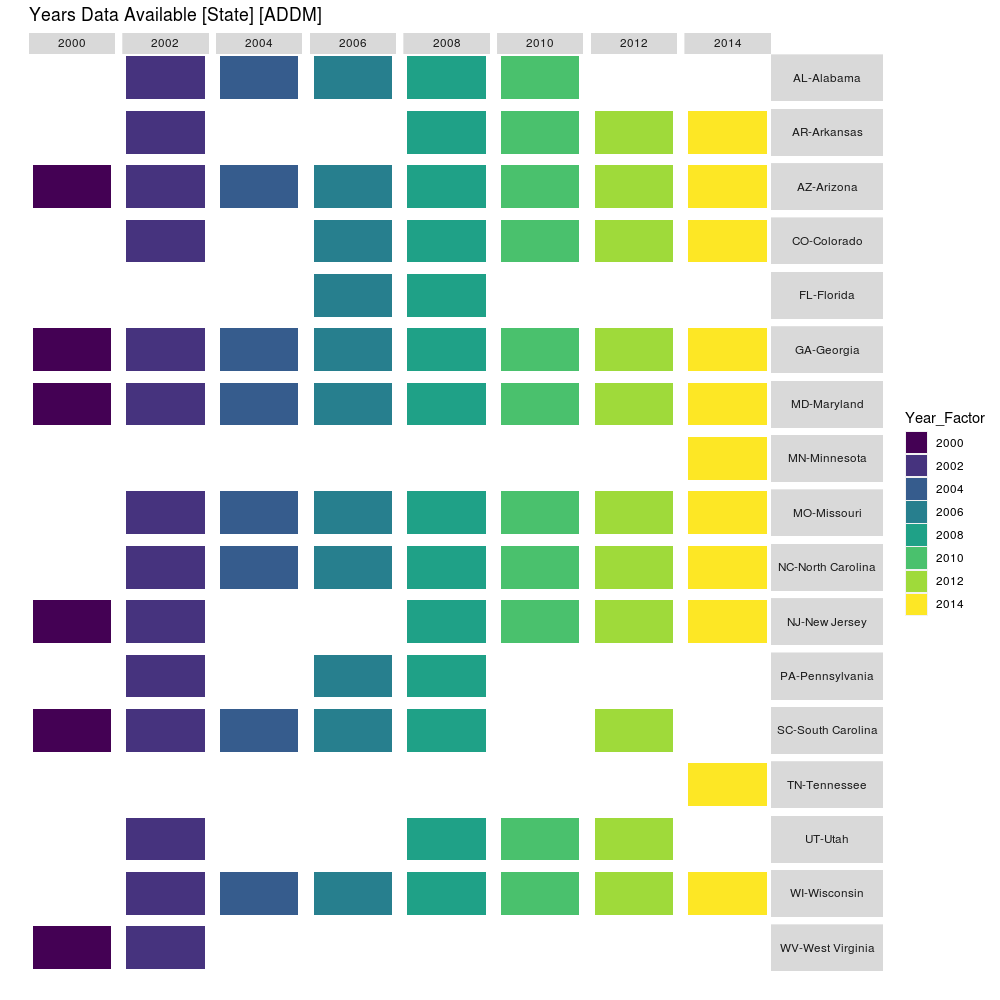 Years Data Available [State] [ADDM]
2000 2002 2004 2006 2008 2010 2012 2014
AL-Alabama
AR-Arkansas
AZ-Arizona
CO-Colorado
FL-Florida
GA-Georgia
MD-Maryland
MN-Minnesota
MO-Missouri
NC-North Carolina
NJ-New Jersey
PA-Pennsylvania
SC-South Carolina
TN-Tennessee
UT-Utah
WI-Wisconsin
WV-West Virginia
Year_Factor
2000
2002
2004
2006
2008
2010
2012
2014